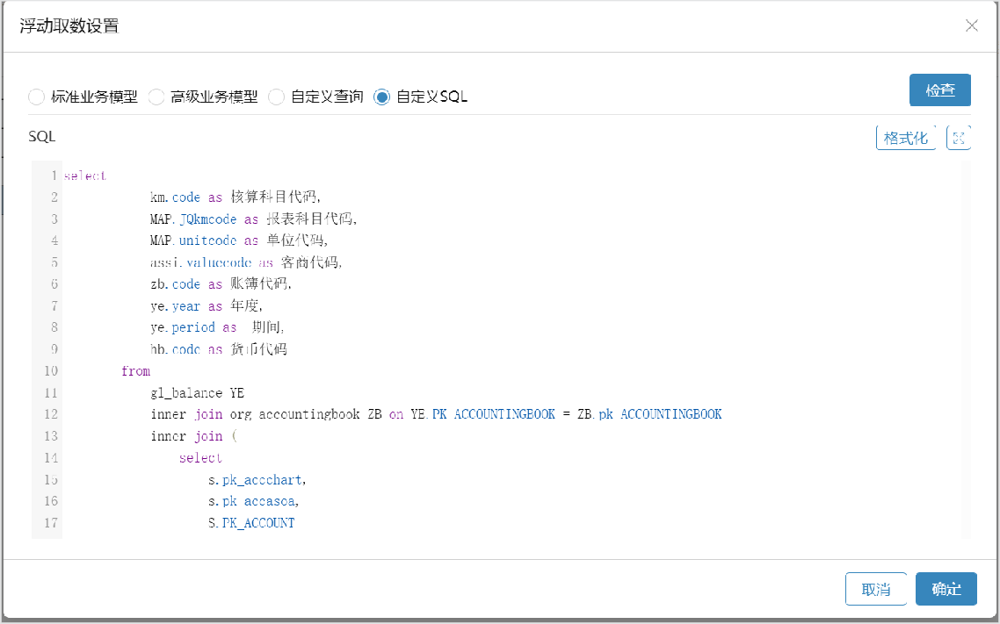 浮动取数设置
标准业务模型 高级业务模型 自定义查询 自定义SQL 检查
SQL 格式化
1 select
2 km.code as 核算科目代码,
3 MAP.JQkmcode as 报表科目代码,
4 MAP.unitcode as 单位代码,
5 assi.valuecode as 客商代码,
6 zb.code as 账簿代码,
7 ye.year as 年度,
8 ye.period as 期间,
9 hb.code as 货币代码
10 from
11 gl_balance YE
12 inner join org_accountingbook ZB on YE.PK_ACCOUNTINGBOOK = ZB.pk_ACCOUNTINGBOOK
13 inner join (
14 select
15 s.pk_accchart,
16 s.pk_accasoa,
17 S.PK_ACCOUNT
取消 确定